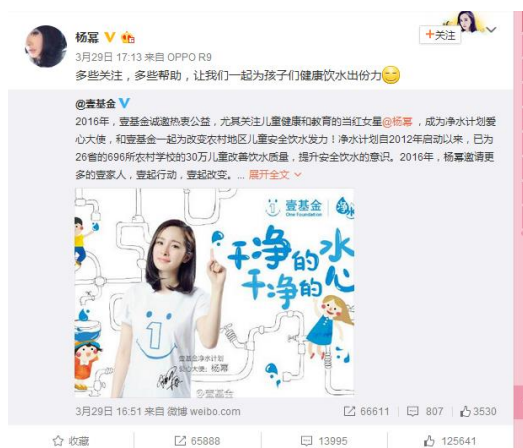 杨幂
+关注
3月29日 17:13 来自 OPPO R9
多些关注，多些帮助，让我们一起为孩子们健康饮水出份力
@壹基金
2016年，壹基金诚邀热衷公益，尤其关注儿童健康和教育的当红女星@杨幂 ，成为净水计划爱
心大使，和壹基金一起为改变农村地区儿童安全饮水发力！净水计划自2012年启动以来，已为
26省的696所农村学校的30万儿童改善饮水质量，提升安全饮水的意识。2016年，杨幂邀请更
多的壹家人，壹起行动，壹起改变。... 展开全文
壹基金
One Foundation
净水
干净的水
干净的心
1
壹基金净水计划
爱心大使：杨幂
@壹基金
3月29日 16:51 来自 微博 weibo.com
66611
807
3530
收藏
65888
13995
125641